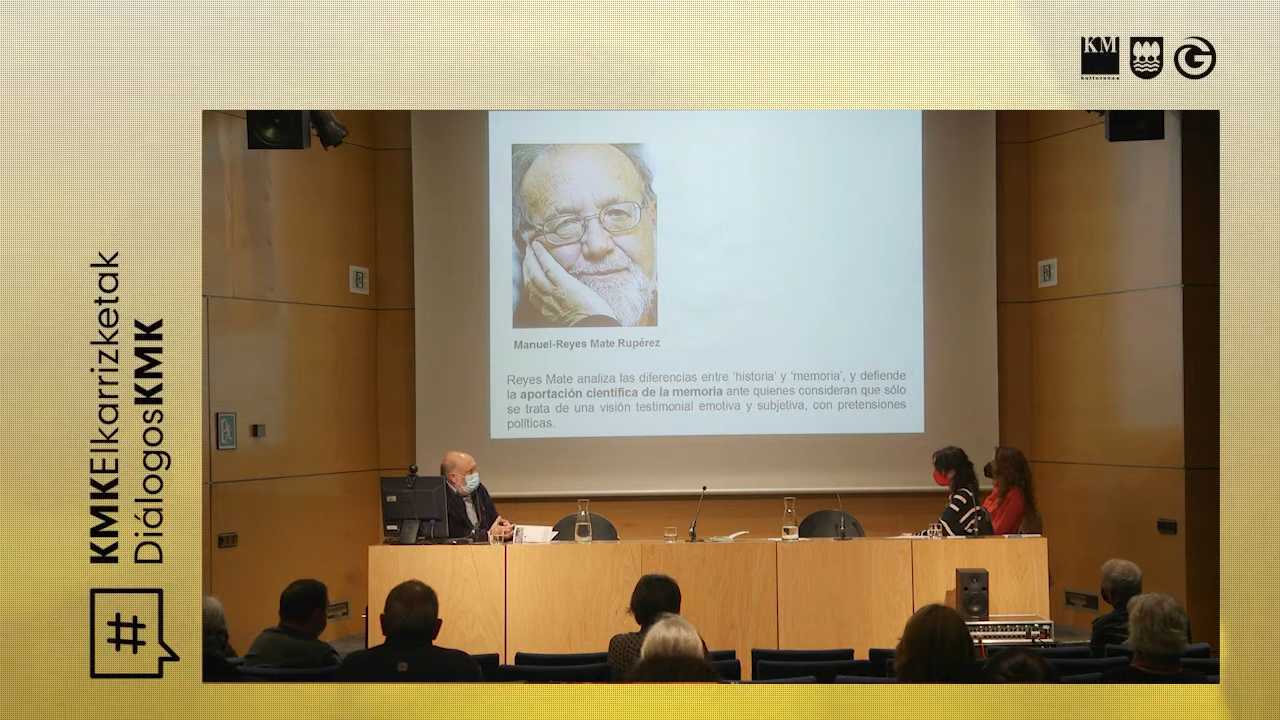 KM
kulturunea
G
KMKElkarrizketak
DiálogosKMK
#
Manuel-Reyes Mate Rupérez
Reyes Mate analiza las diferencias entre ‘historia’ y ‘memoria’, y defiende
la aportación científica de la memoria ante quienes consideran que sólo
se trata de una visión testimonial emotiva y subjetiva, con pretensiones
políticas.